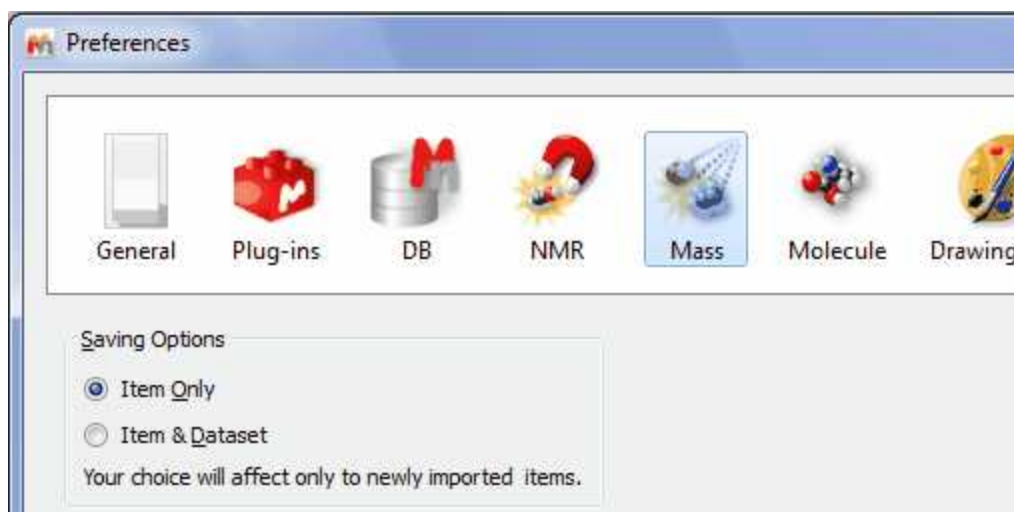 Preferences
General Plug-ins DB NMR Mass Molecule Drawing
Saving Options
Item Only
Item & Dataset
Your choice will affect only to newly imported items.